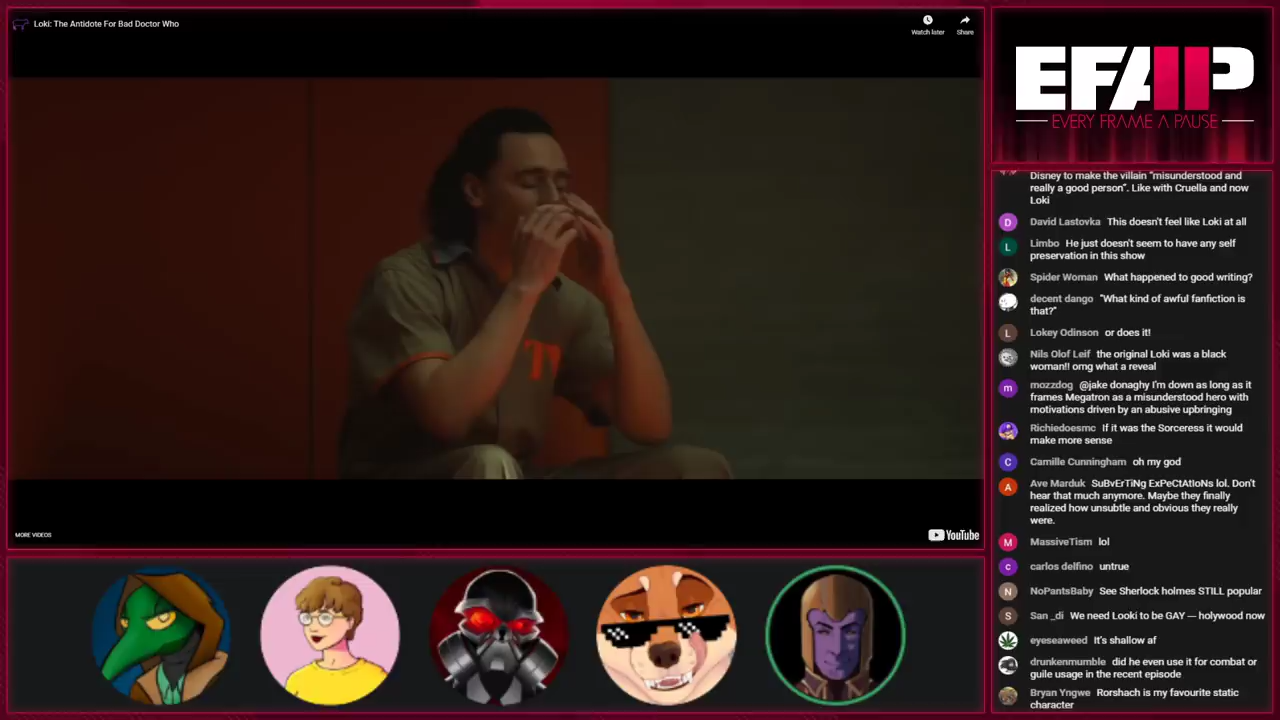 Loki: The Antidote For Bad Doctor Who
Watch later
Share
TV
MORE VIDEOS
YouTube
EFAP
EVERY FRAME A PAUSE
Disney to make the villain "misunderstood and
really a good person". Like with Cruella and now
Loki
D David Lastovka This doesn't feel like Loki at all
L Limbo He just doesn't seem to have any self
preservation in this show
Spider Woman What happened to good writing?
decent dango "What kind of awful fanfiction is
that?"
L Lokey Odinson or does it!
Nils Olof Leif the original Loki was a black
woman!! omg what a reveal
m mozzdog @jake donaghy I'm down as long as it
frames Megatron as a misunderstood hero with
motivations driven by an abusive upbringing
Richiedoesmc If it was the Sorceress it would
make more sense
C Camille Cunningham oh my god
A Ave Marduk SuBvErTiNg ExPeCtAtIoNs lol. Don't
hear that much anymore. Maybe they finally
realized how unsubtle and obvious they really
were.
M MassiveTism lol
c carlos delfino untrue
N NoPantsBaby See Sherlock holmes STILL popular
S San _di We need Looki to be GAY — holywood now
eyeseaweed It's shallow af
drunkenmumble did he even use it for combat or
guile usage in the recent episode
Bryan Yngwe Rorshach is my favourite static
character